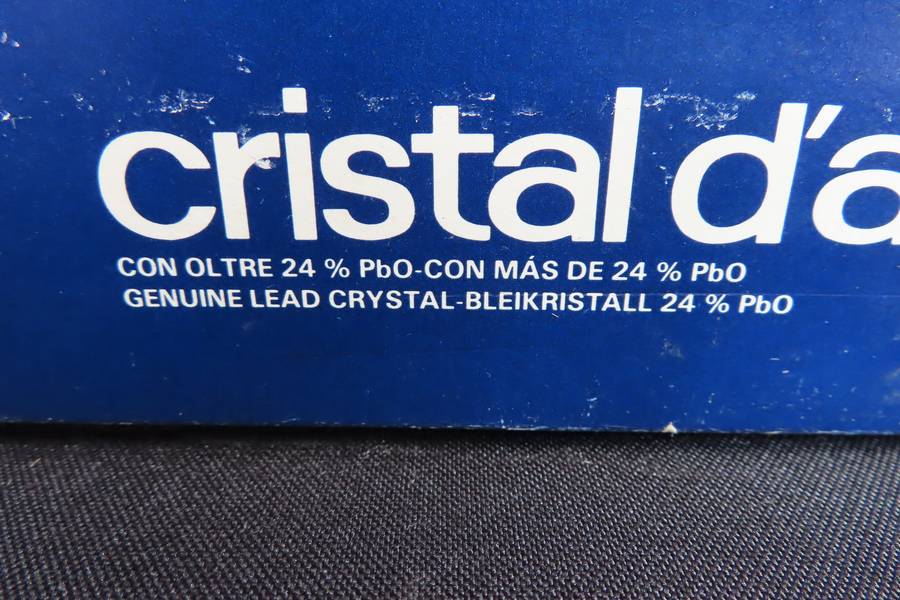 cristal d'a
CON OLTRE 24 % PbO-CON MÁS DE 24 % PbO
GENUINE LEAD CRYSTAL-BLEIKRISTALL 24 % PbO